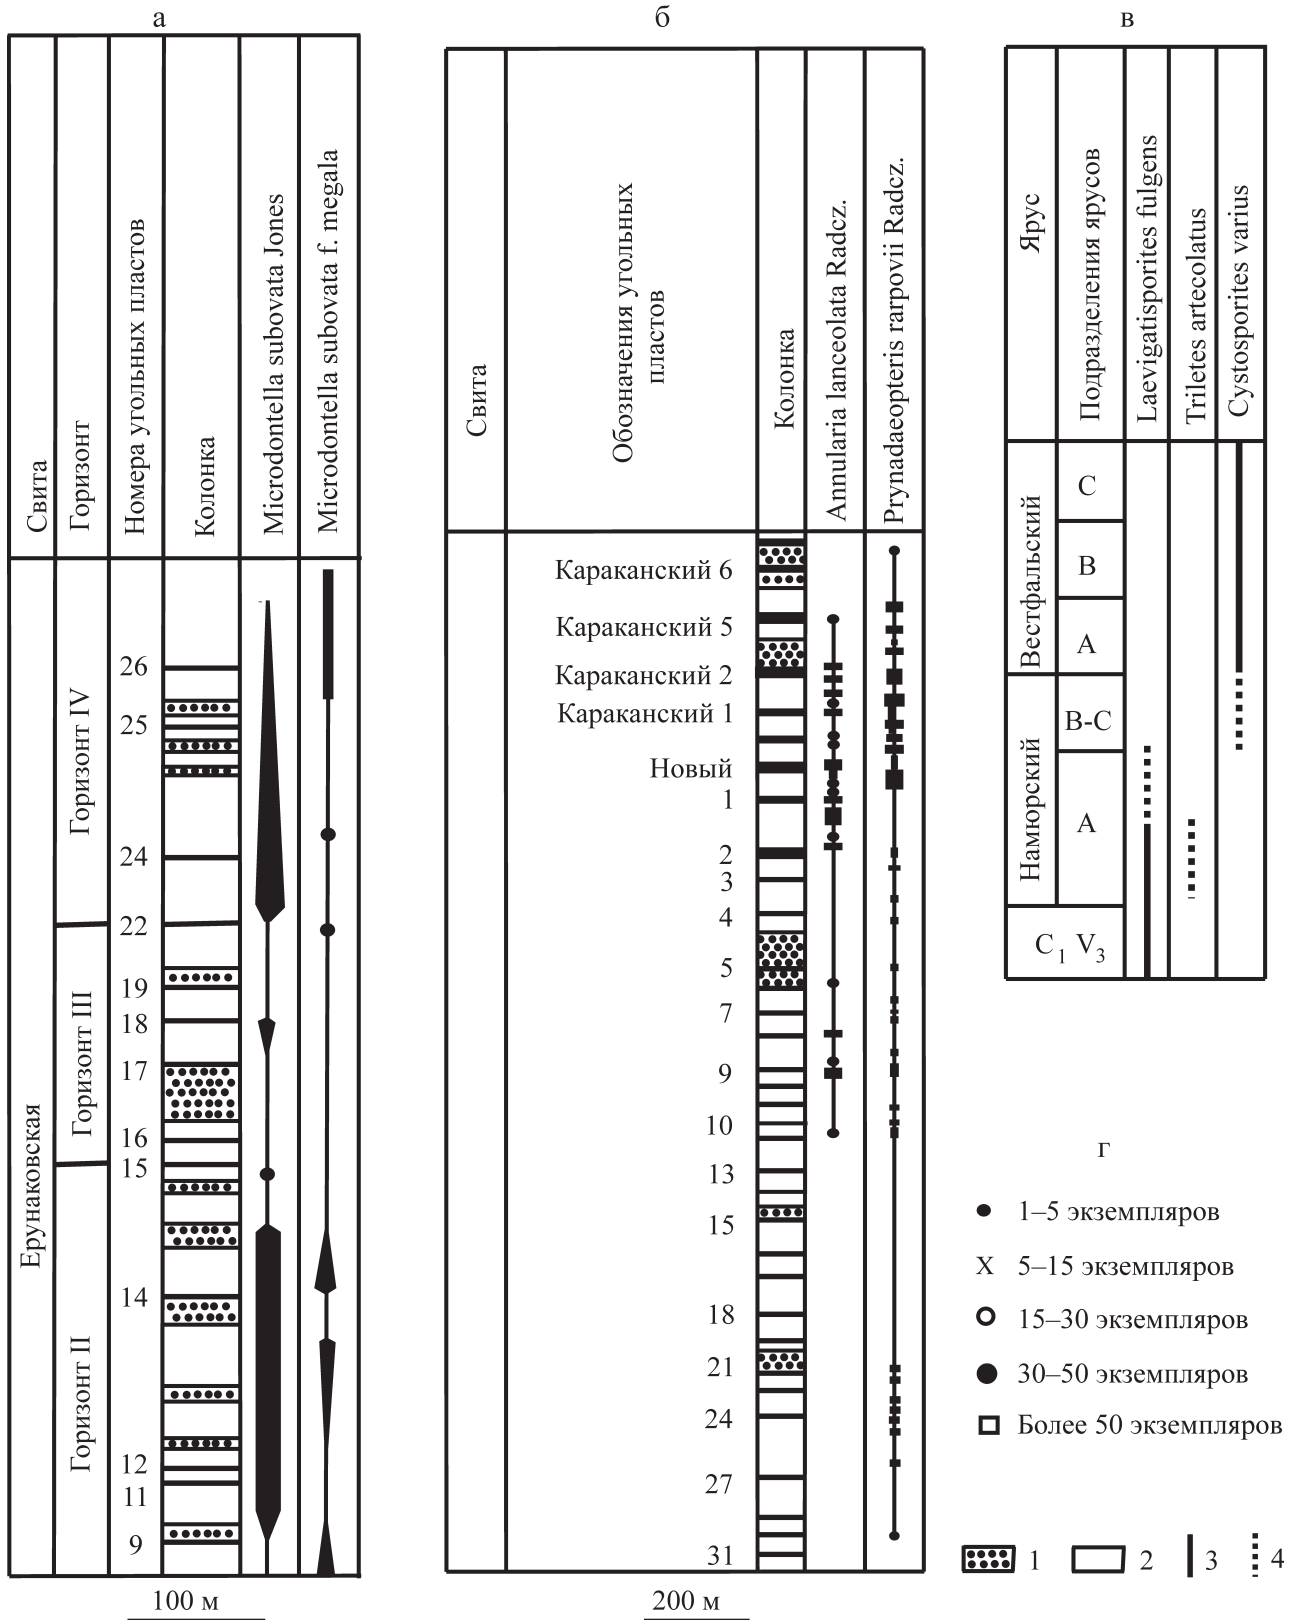 а
Свита
Горизонт
Номера угольных пластов
Колонка
Microdontella subovata Jones
Microdontella subovata f. megala
Ерунаковская
Горизонт IV
Горизонт III
Горизонт II
26
25
24
22
19
18
17
16
15
14
12
11
9
100 м
б
Свита
Обозначения угольных
пластов
Колонка
Annularia lanceolata Radcz.
Prynadaeopteris rarpovii Radcz.
Караканский 6
Караканский 5
Караканский 2
Караканский 1
Новый
1
2
3
4
5
7
9
10
13
15
18
21
24
27
31
200 м
в
Ярус
Подразделения ярусов
Laevigatisporites fulgens
Triletes artecolatus
Cystosporites varius
Вестфальский
C
B
A
Намюрский
B-C
A
C1 V3
г
1–5 экземпляров
X 5–15 экземпляров
15–30 экземпляров
30–50 экземпляров
Более 50 экземпляров
1 2 3 4